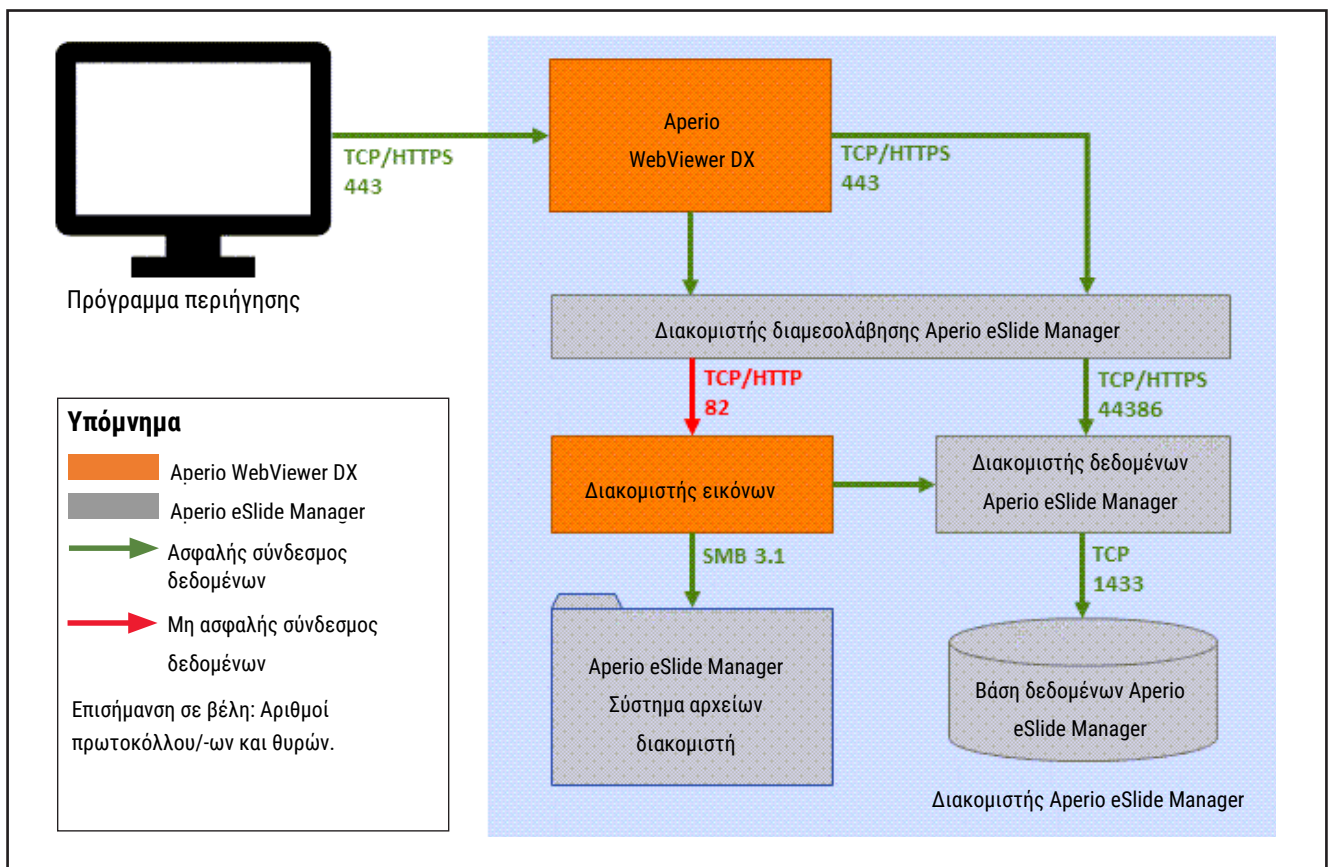 Aperio
WebViewer DX
TCP/HTTPS
443
TCP/HTTPS
443
Πρόγραμμα περιήγησης
Διακομιστής διαμεσολάβησης Aperio eSlide Manager
TCP/HTTP
82
TCP/HTTPS
44386
Διακομιστής εικόνων
Διακομιστής δεδομένων
Aperio eSlide Manager
SMB 3.1
TCP
1433
Aperio eSlide Manager
Σύστημα αρχείων
διακομιστή
Βάση δεδομένων Aperio
eSlide Manager
Διακομιστής Aperio eSlide Manager
Υπόμνημα
Aperio WebViewer DX
Aperio eSlide Manager
Ασφαλής σύνδεσμος
δεδομένων
Μη ασφαλής σύνδεσμος
δεδομένων
Επισήμανση σε βέλη: Αριθμοί
πρωτοκόλλου/-ων και θυρών.